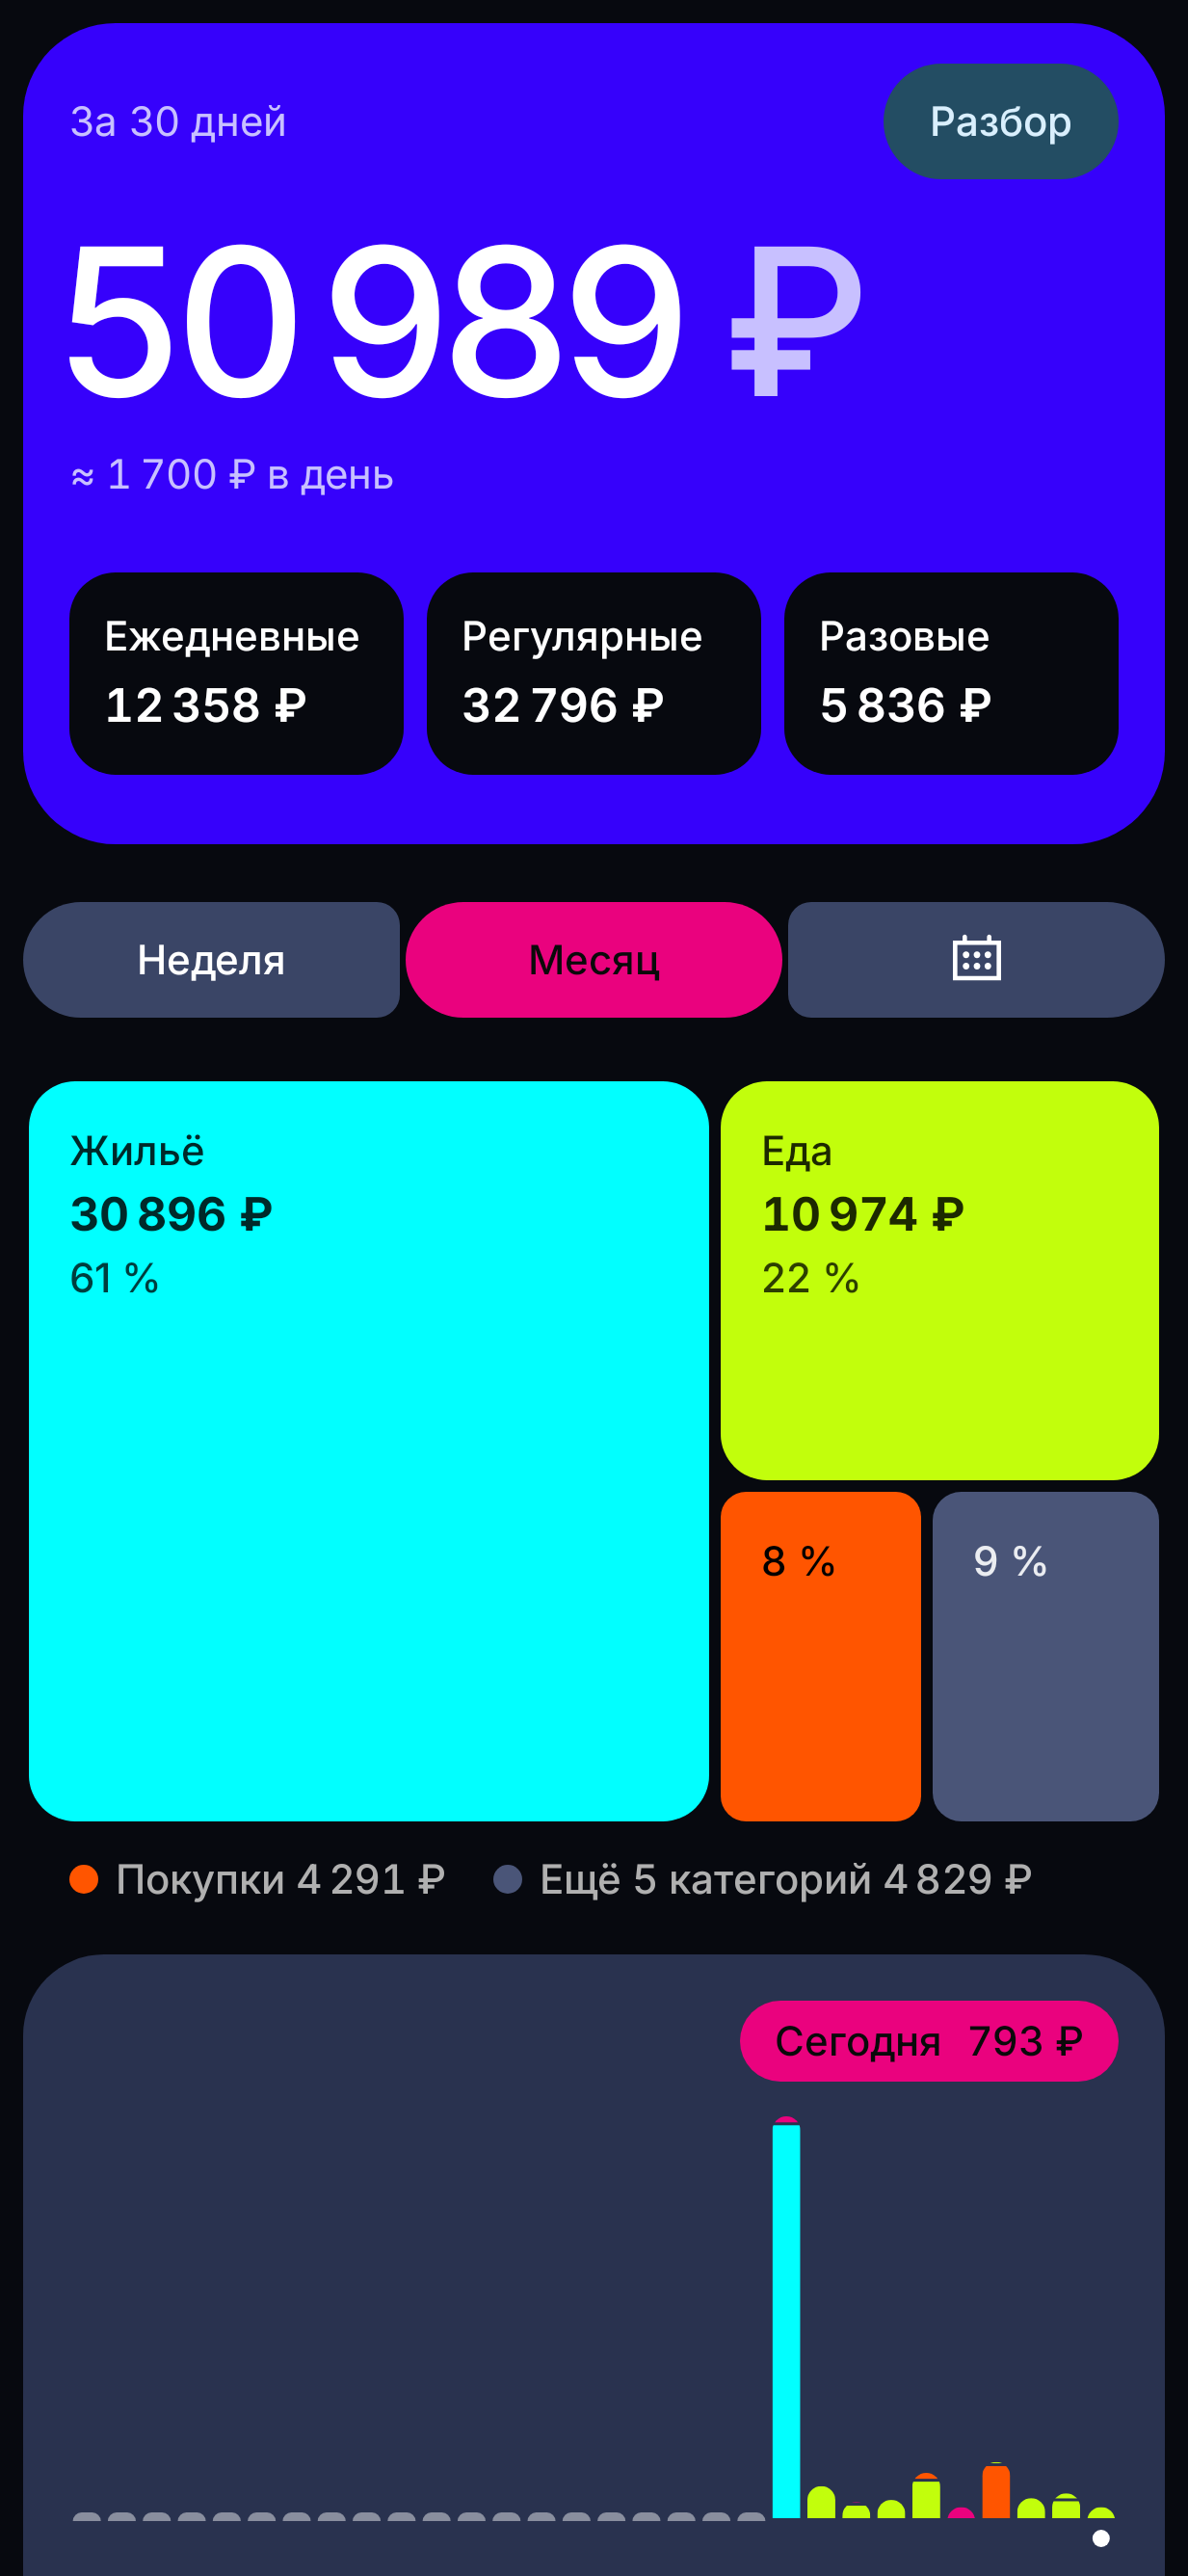 За 30 дней
Разбор
50 989 ₽
≈ 1 700 ₽ в день
Ежедневные
12 358 ₽
Регулярные
32 796 ₽
Разовые
5 836 ₽
Неделя
Месяц
Жильё
30 896 ₽
61 %
Еда
10 974 ₽
22 %
8 %
9 %
Покупки 4 291 ₽
Ещё 5 категорий 4 829 ₽
Сегодня 793 ₽